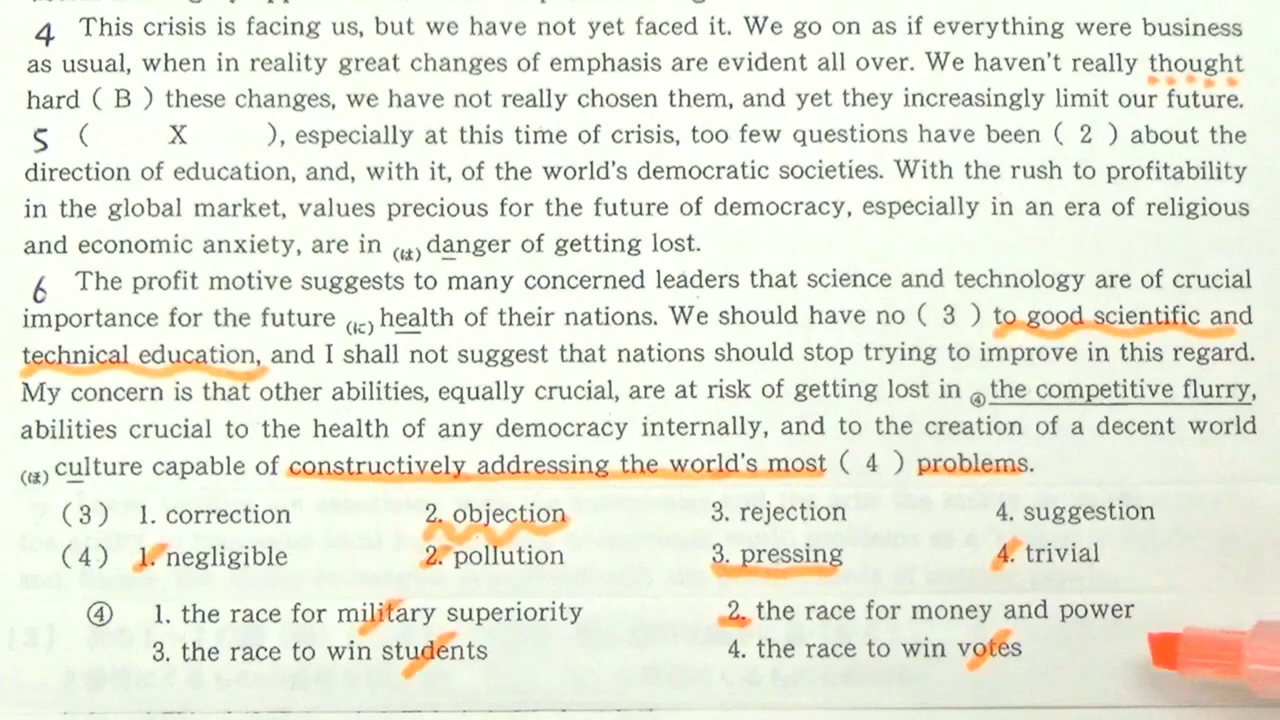 4 This crisis is facing us, but we have not yet faced it. We go on as if everything were business
as usual, when in reality great changes of emphasis are evident all over. We haven't really thought
hard ( B ) these changes, we have not really chosen them, and yet they increasingly limit our future.
5 ( X ), especially at this time of crisis, too few questions have been ( 2 ) about the
direction of education, and, with it, of the world's democratic societies. With the rush to profitability
in the global market, values precious for the future of democracy, especially in an era of religious
and economic anxiety, are in (は) danger of getting lost.
6 The profit motive suggests to many concerned leaders that science and technology are of crucial
importance for the future (に) health of their nations. We should have no ( 3 ) to good scientific and
technical education, and I shall not suggest that nations should stop trying to improve in this regard.
My concern is that other abilities, equally crucial, are at risk of getting lost in ④ the competitive flurry,
abilities crucial to the health of any democracy internally, and to the creation of a decent world
(ほ) culture capable of constructively addressing the world's most ( 4 ) problems.
( 3 ) 1. correction 2. objection 3. rejection 4. suggestion
( 4 ) 1. negligible 2. pollution 3. pressing 4. trivial
④ 1. the race for military superiority 2. the race for money and power
3. the race to win students 4. the race to win votes